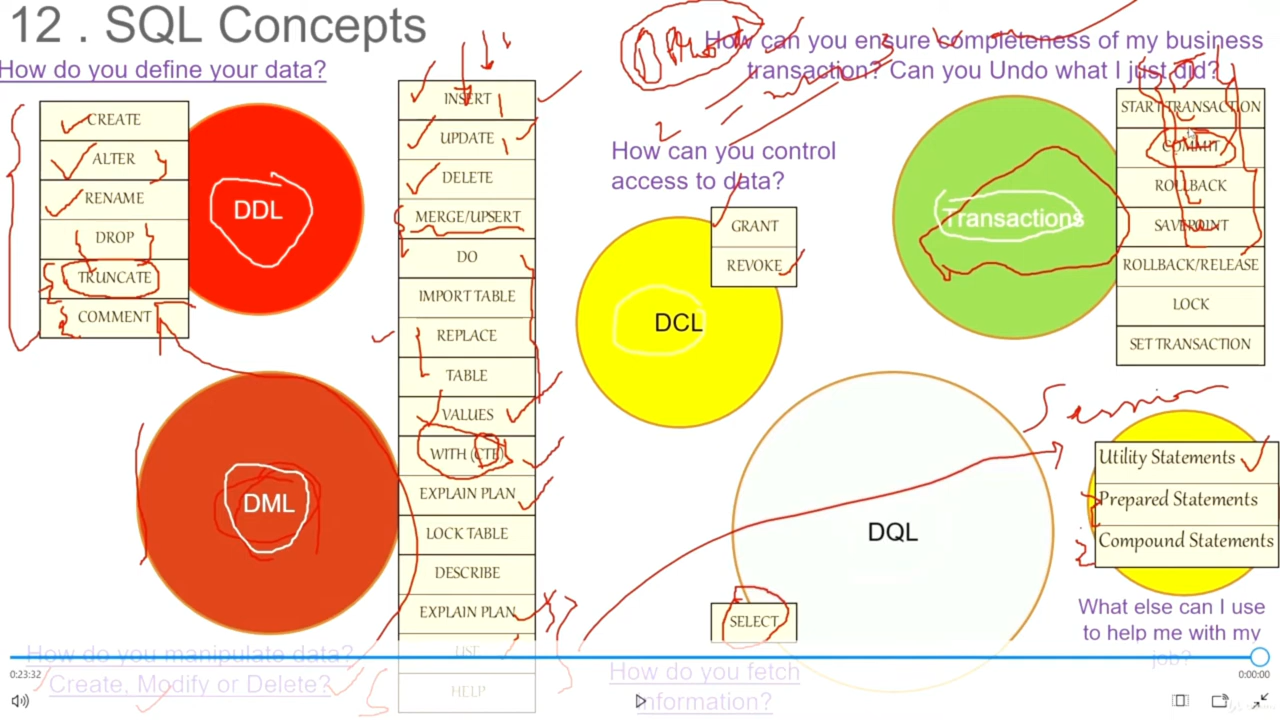 12 . SQL Concepts
How do you define your data?
CREATE
ALTER
RENAME
DROP
TRUNCATE
COMMENT
DDL
INSERT
UPDATE
DELETE
MERGE/UPSERT
DO
IMPORT TABLE
REPLACE
TABLE
VALUES
WITH (CTE)
EXPLAIN PLAN
LOCK TABLE
DESCRIBE
EXPLAIN PLAN
USE
HELP
DML
How do you manipulate data?
Create, Modify or Delete?
How can you control
access to data?
GRANT
REVOKE
DCL
How can you ensure completeness of my business
transaction? Can you Undo what I just did?
START TRANSACTION
COMMIT
ROLLBACK
SAVEPOINT
ROLLBACK/RELEASE
LOCK
SET TRANSACTION
Transactions
2
3
DQL
SELECT
How do you fetch
information?
Session
Utility Statements
Prepared Statements
Compound Statements
What else can I use
to help me with my
job?
0:23:32
0:00:00